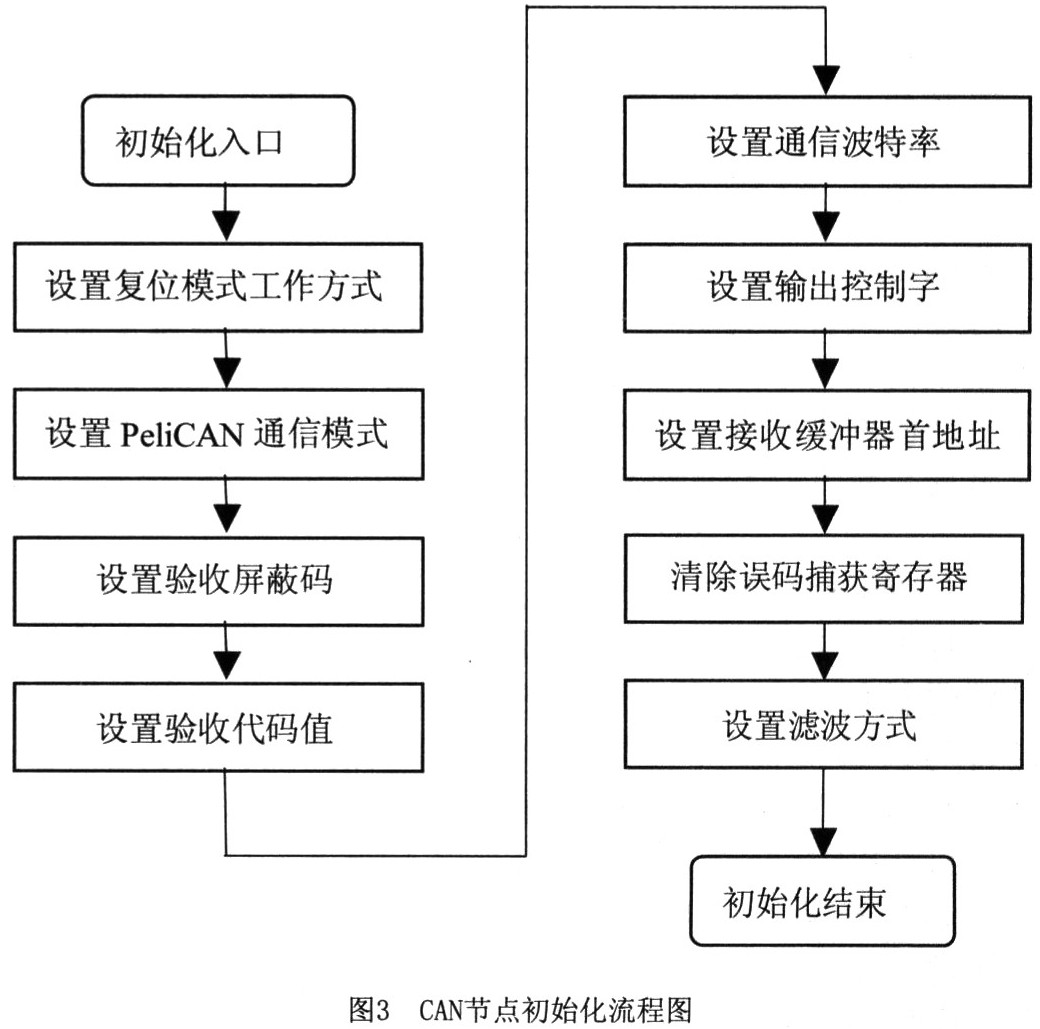 初始化入口
设置复位模式工作方式
设置 PeliCAN 通信模式
设置验收屏蔽码
设置验收代码值
设置通信波特率
设置输出控制字
设置接收缓冲器首地址
清除误码捕获寄存器
设置滤波方式
初始化结束
图3 CAN节点初始化流程图